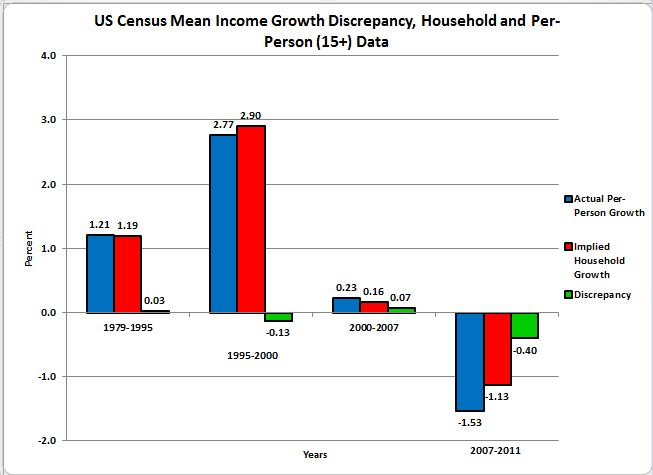 US Census Mean Income Growth Discrepancy, Household and Per-
Person (15+) Data
4.0
3.0
2.0
1.0
0.0
-1.0
-2.0
Percent
1.21
1.19
0.03
2.77
2.90
-0.13
0.23
0.16
0.07
-1.53
-1.13
-0.40
1979-1995
1995-2000
2000-2007
2007-2011
Years
Actual Per-
Person Growth
Implied
Household
Growth
Discrepancy